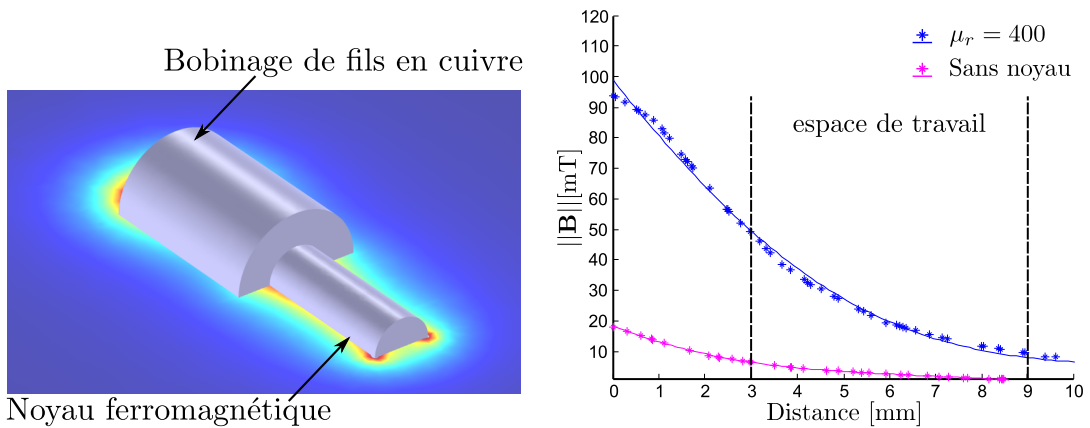 Bobinage de fils en cuivre
Noyau ferromagnétique
120
110
100
90
80
70
60
50
40
30
20
10
||B||[mT]
μr = 400
Sans noyau
espace de travail
0 1 2 3 4 5 6 7 8 9 10
Distance [mm]